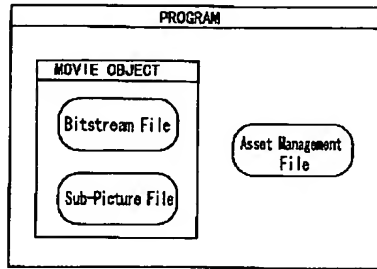 PROGRAM
MOVIE OBJECT
Bitstream File
Asset Management
File
Sub-Picture File